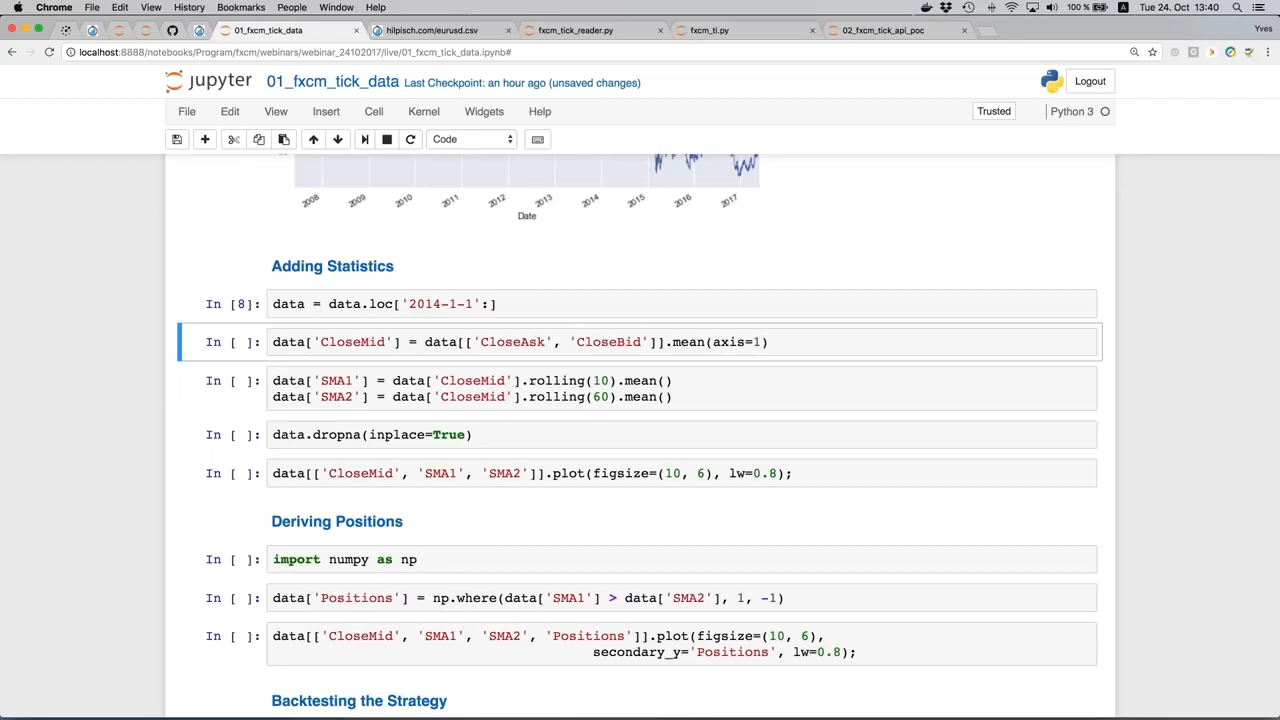 Chrome File Edit View History Bookmarks People Window Help 100 % A Tue 24. Oct 13:40
01_fxcm_tick_data hilpisch.com/eurusd.csv fxcm_tick_reader.py fxcm_ti.py 02_fxcm_tick_api_poc Yves
localhost:8888/notebooks/Program/fxcm/webinars/webinar_24102017/live/01_fxcm_tick_data.ipynb#
jupyter 01_fxcm_tick_data Last Checkpoint: an hour ago (unsaved changes) Logout
File Edit View Insert Cell Kernel Widgets Help Trusted Python 3
Code
2008 2009 2010 2011 2012 2013 2014 2015 2016 2017
Date
Adding Statistics
In [8]: data = data.loc['2014-1-1':]
In [ ]: data['CloseMid'] = data[['CloseAsk', 'CloseBid']].mean(axis=1)
In [ ]: data['SMA1'] = data['CloseMid'].rolling(10).mean()
data['SMA2'] = data['CloseMid'].rolling(60).mean()
In [ ]: data.dropna(inplace=True)
In [ ]: data[['CloseMid', 'SMA1', 'SMA2']].plot(figsize=(10, 6), lw=0.8);
Deriving Positions
In [ ]: import numpy as np
In [ ]: data['Positions'] = np.where(data['SMA1'] > data['SMA2'], 1, -1)
In [ ]: data[['CloseMid', 'SMA1', 'SMA2', 'Positions']].plot(figsize=(10, 6),
secondary_y='Positions', lw=0.8);
Backtesting the Strategy